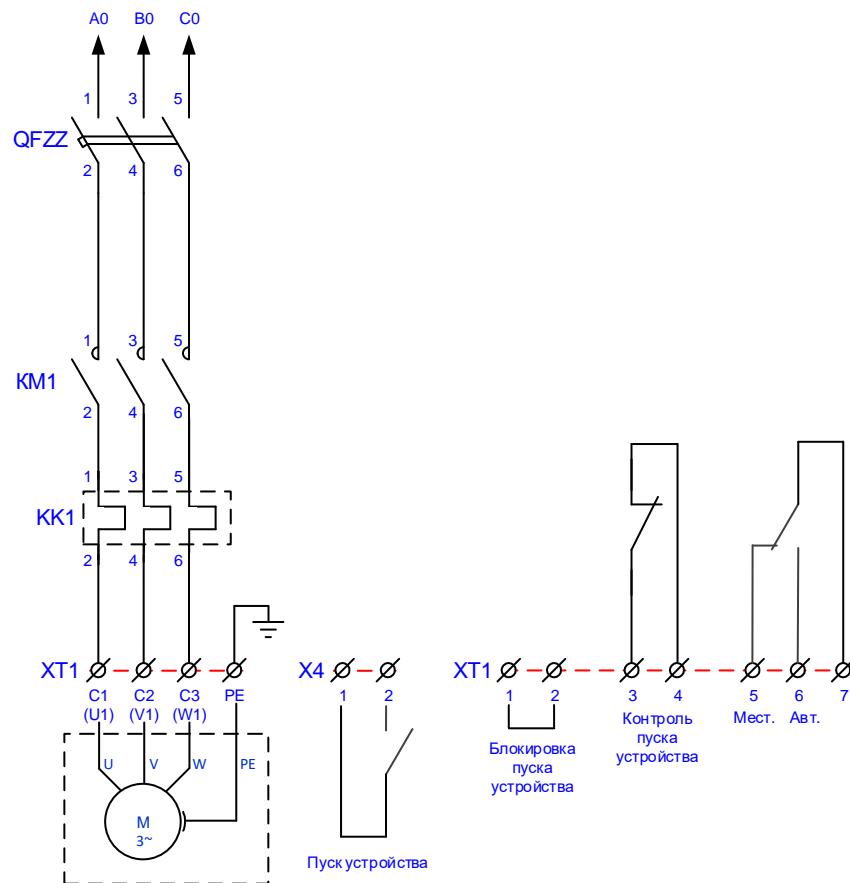 A0 B0 C0
1 3 5
QFZZ
2 4 6
1 3 5
КМ1
2 4 6
1 3 5
КК1
2 4 6
XT1
C1 C2 C3 PE
(U1) (V1) (W1)
U V W PE
M
3~
X4
1 2
Пуск устройства
XT1
1 2 3 4 5 6 7
Блокировка
пуска
устройства
Контроль
пуска
устройства
Мест. Авт.